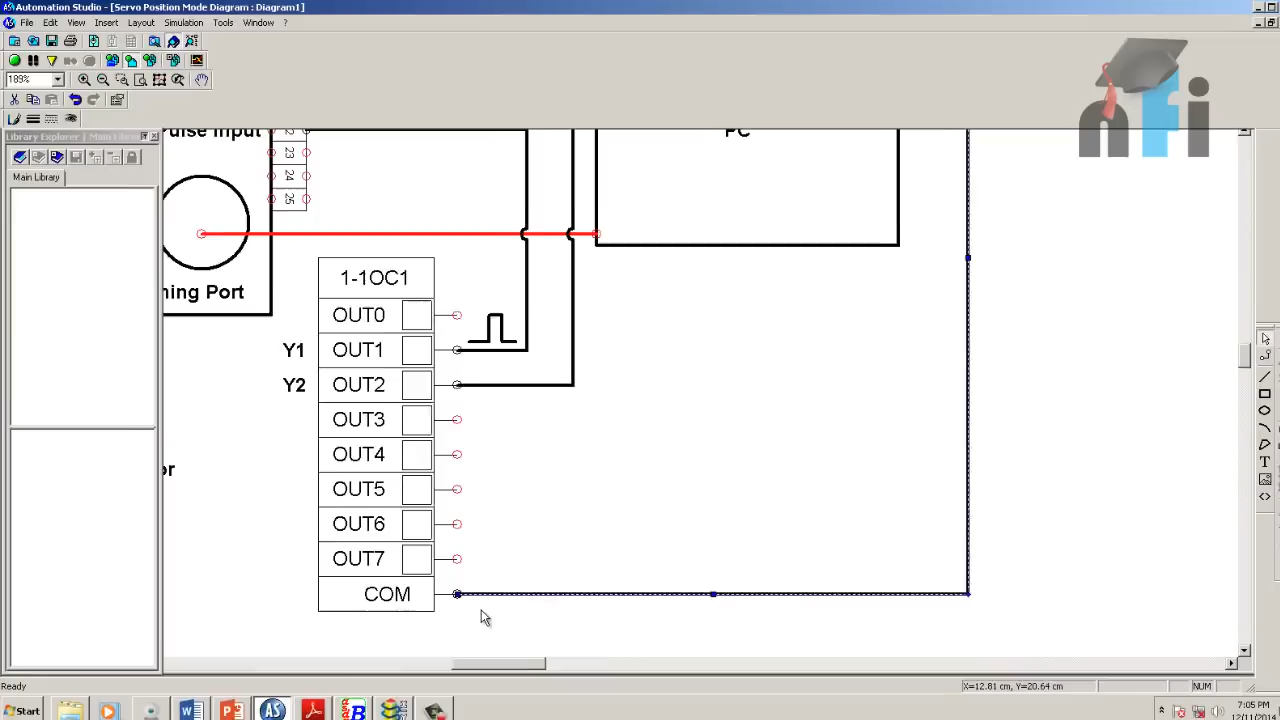 Automation Studio - [Servo Position Mode Diagram : Diagram1]
File Edit View Insert Layout Simulation Tools Window ?
189%
nfi
Library Explorer
Main Library
ulse Input
23
24
25
PC
ning Port
1-1OC1
OUT0
Y1 OUT1
Y2 OUT2
OUT3
or OUT4
OUT5
OUT6
OUT7
COM
Ready
X=12.81 cm, Y=20.64 cm
NUM
Start
7:05 PM